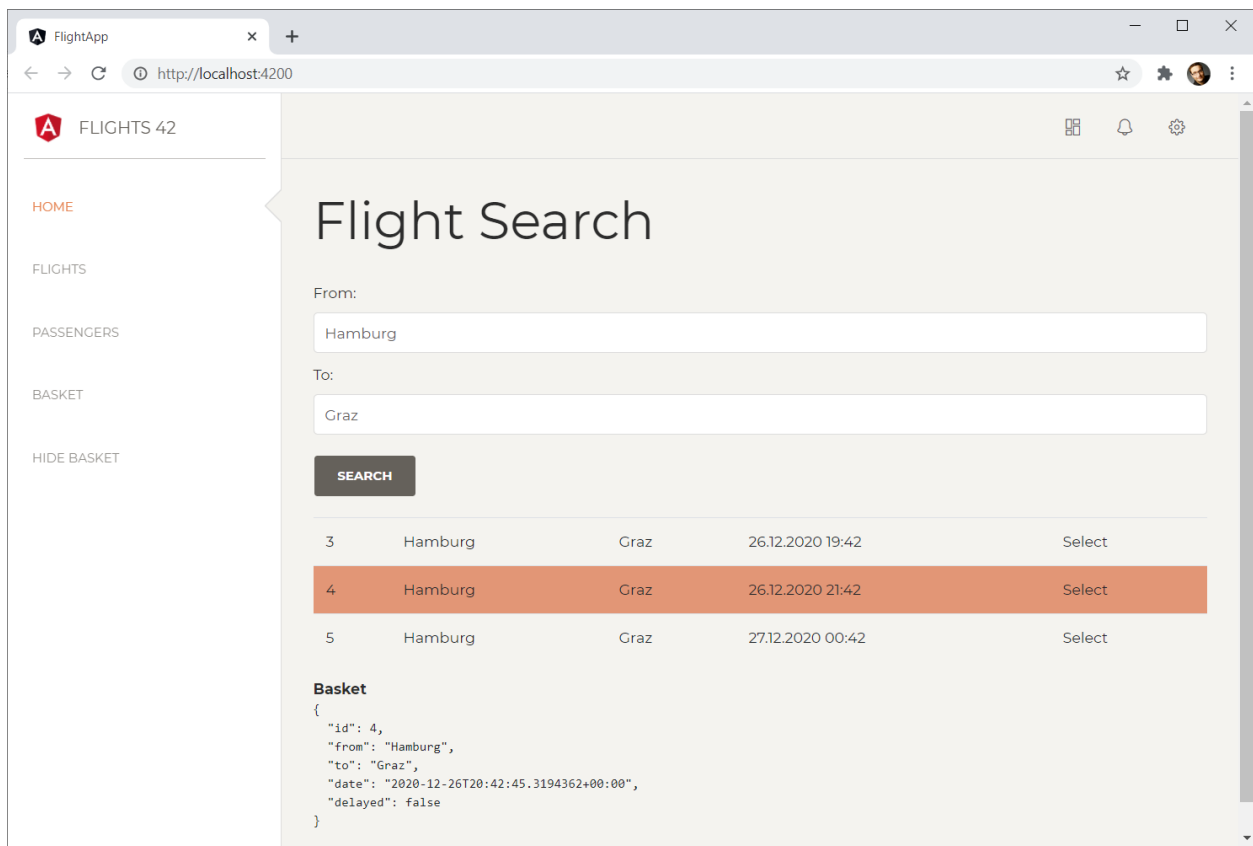 FlightApp
http://localhost:4200
FLIGHTS 42
HOME
FLIGHTS
PASSENGERS
BASKET
HIDE BASKET
Flight Search
From:
Hamburg
To:
Graz
SEARCH
3 Hamburg Graz 26.12.2020 19:42 Select
4 Hamburg Graz 26.12.2020 21:42 Select
5 Hamburg Graz 27.12.2020 00:42 Select
Basket
{
"id": 4,
"from": "Hamburg",
"to": "Graz",
"date": "2020-12-26T20:42:45.3194362+00:00",
"delayed": false
}